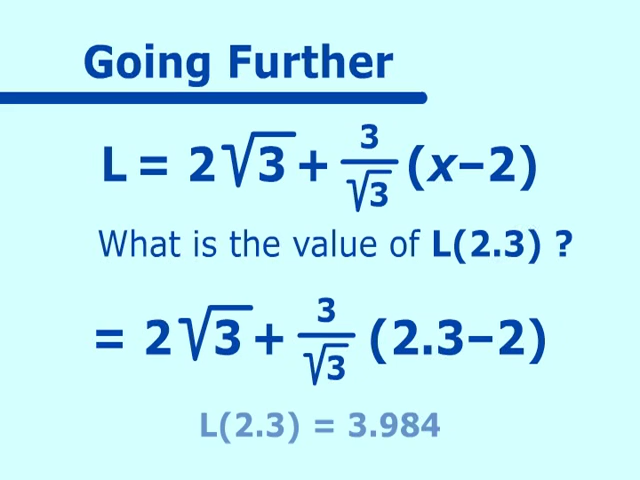 Going Further
L = 2√3 + 3/√3 (x–2)
What is the value of L(2.3) ?
= 2√3 + 3/√3 (2.3–2)
L(2.3) = 3.984